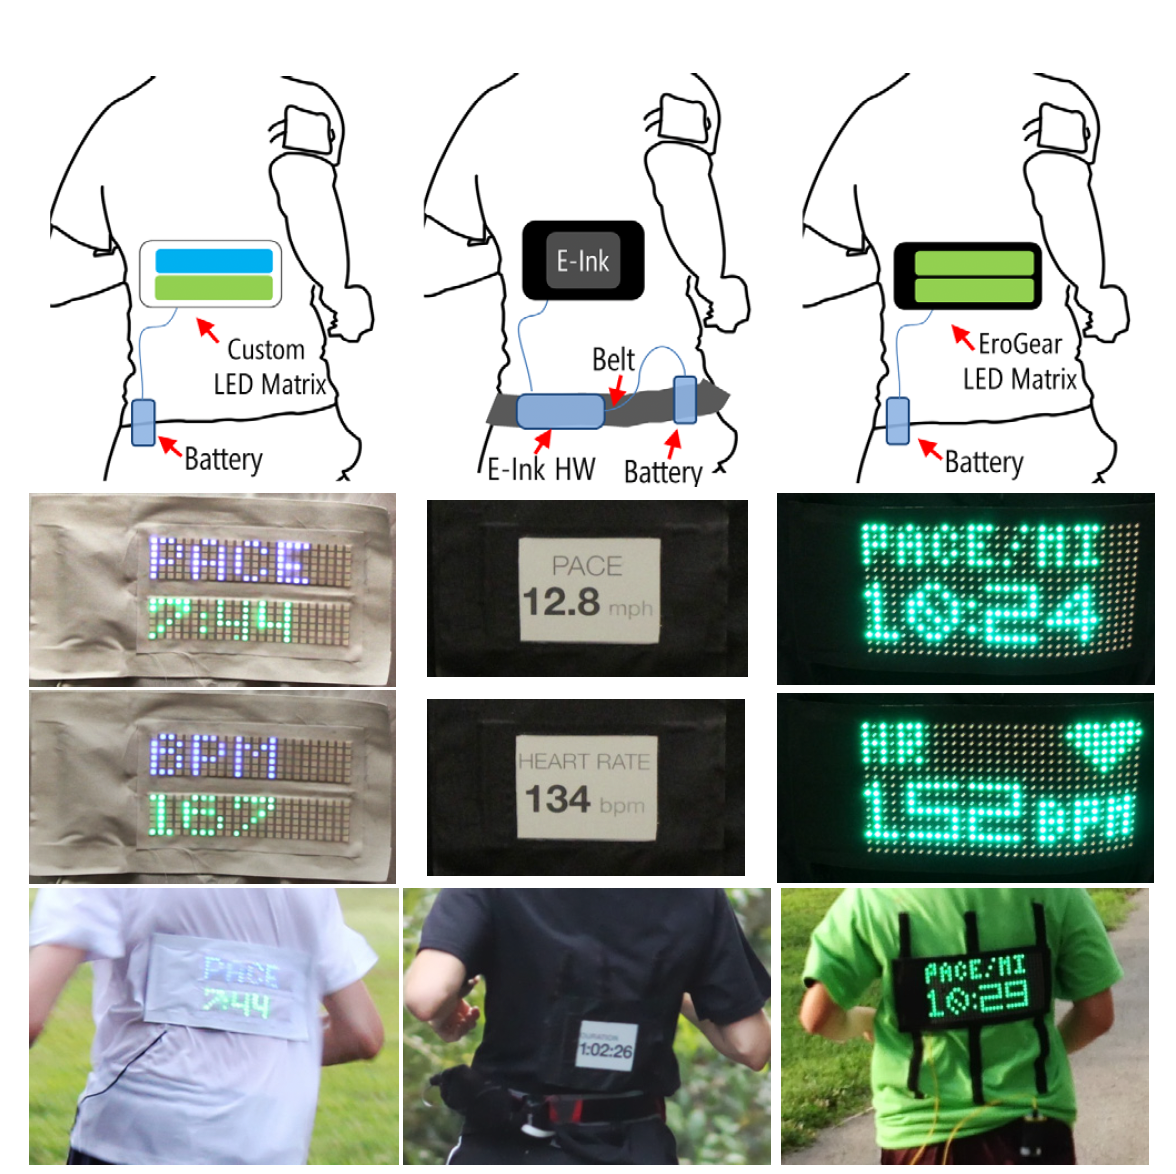 E-Ink
Custom
LED Matrix
Battery
Belt
E-Ink HW
Battery
EroGear
LED Matrix
Battery
PACE
7:44
PACE
12.8 mph
PACE/MI
10:24
BPM
167
HEART RATE
134 bpm
HR
152 BPM
PACE
7:44
DURATION
1:02:26
PACE/MI
10:29